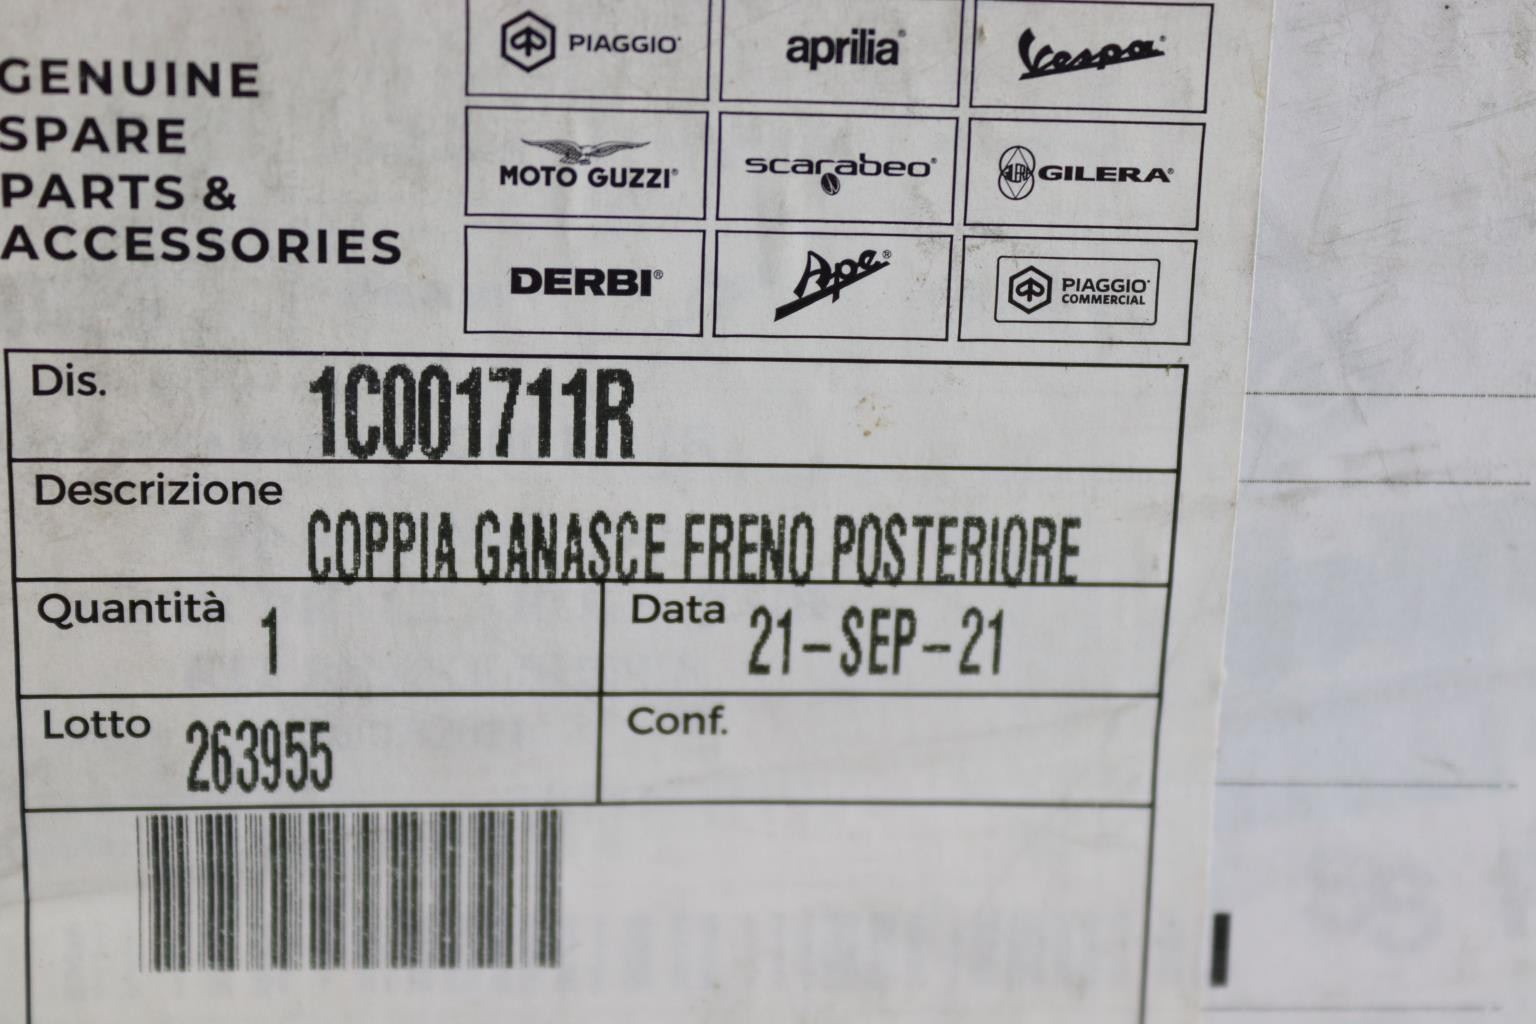 GENUINE
SPARE
PARTS &
ACCESSORIES
PIAGGIO®
aprilia®
Vespa®
MOTO GUZZI®
scarabeo®
GILERA
GILERA®
DERBI®
Ape®
PIAGGIO®
COMMERCIAL
Dis. 1C001711R
Descrizione
COPPIA GANASCE FRENO POSTERIORE
Quantità 1
Data 21-SEP-21
Lotto 263955
Conf.